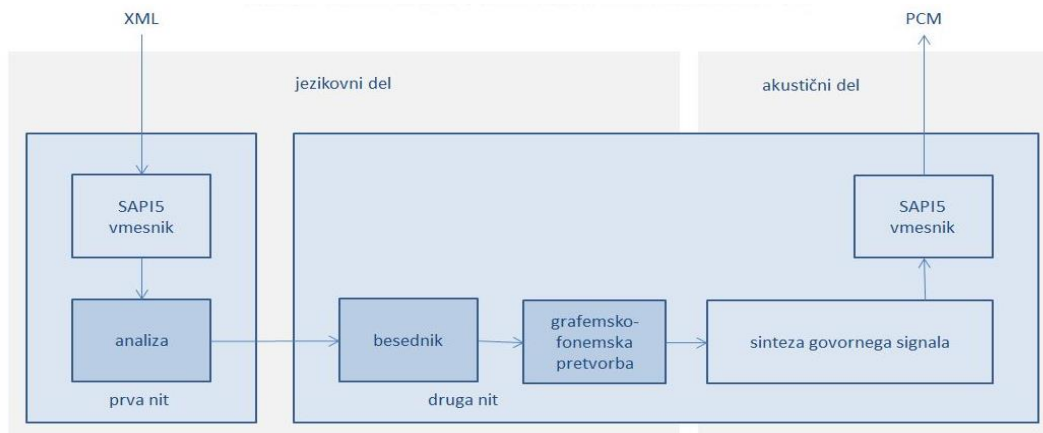 XML
PCM
jezikovni del
akustični del
SAPI5
vmesnik
SAPI5
vmesnik
analiza
besednik
grafemsko-
fonemska
pretvorba
sinteza govornega signala
prva nit
druga nit